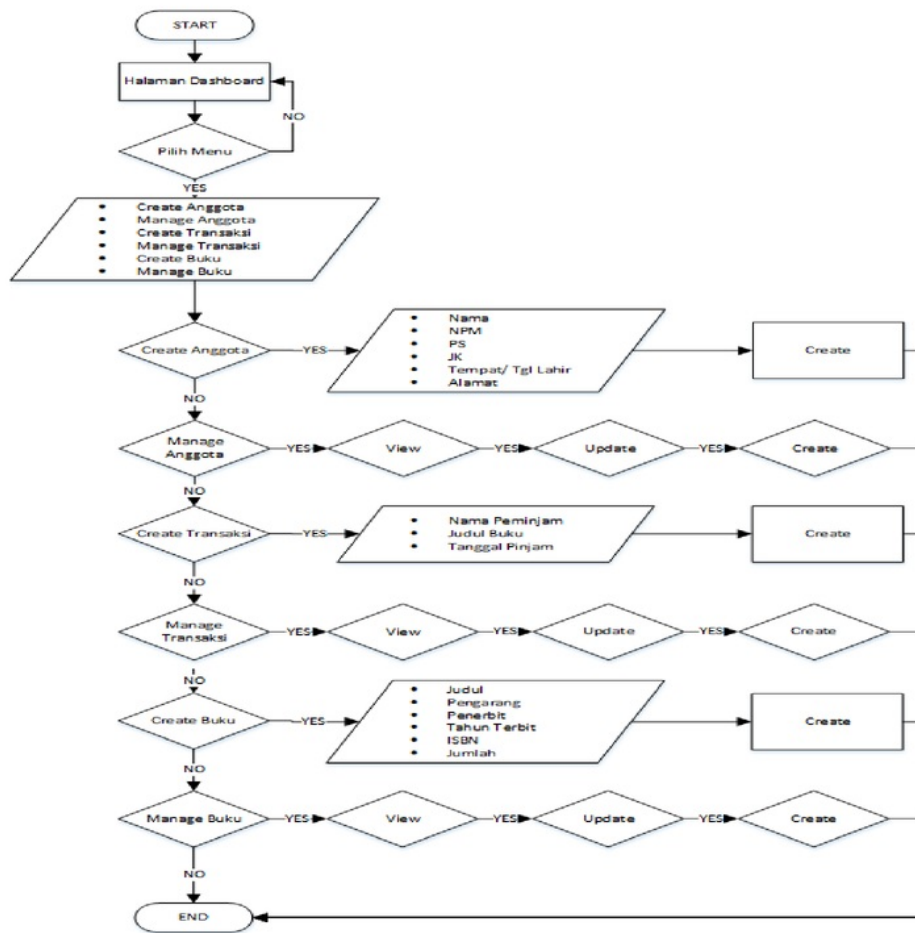 START
Halaman Dashboard
NO
Pilih Menu
YES
• Create Anggota
• Manage Anggota
• Create Transaksi
• Manage Transaksi
• Create Buku
• Manage Buku
Create Anggota
YES
• Nama
• NPM
• PS
• JK
• Tempat/ Tgl Lahir
• Alamat
Create
NO
Manage
Anggota
YES
View
YES
Update
YES
Create
NO
Create Transaksi
YES
• Nama Peminjam
• Judul Buku
• Tanggal Pinjam
Create
NO
Manage
Transaksi
YES
View
YES
Update
YES
Create
NO
Create Buku
YES
• Judul
• Pengarang
• Penerbit
• Tahun Terbit
• ISBN
• Jumlah
Create
NO
Manage Buku
YES
View
YES
Update
YES
Create
NO
END